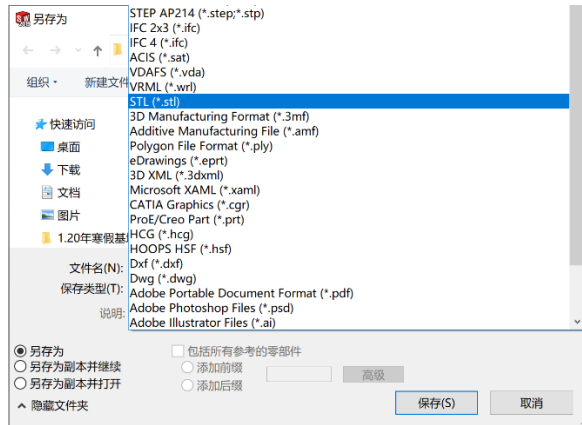 另存为
STEP AP214 (*.step;*.stp)
IFC 2x3 (*.ifc)
IFC 4 (*.ifc)
ACIS (*.sat)
VDAFS (*.vda)
VRML (*.wrl)
STL (*.stl)
3D Manufacturing Format (*.3mf)
Additive Manufacturing File (*.amf)
Polygon File Format (*.ply)
eDrawings (*.eprt)
3D XML (*.3dxml)
Microsoft XAML (*.xaml)
CATIA Graphics (*.cgr)
ProE/Creo Part (*.prt)
HCG (*.hcg)
HOOPS HSF (*.hsf)
Dxf (*.dxf)
Dwg (*.dwg)
Adobe Portable Document Format (*.pdf)
Adobe Photoshop Files (*.psd)
Adobe Illustrator Files (*.ai)
组织 新建文件
快速访问
桌面
下载
文档
图片
1.20年寒假基
文件名(N):
保存类型(T):
说明:
另存为
另存为副本并继续
另存为副本并打开
包括所有参考的零部件
添加前缀
添加后缀
高级
隐藏文件夹
保存(S) 取消